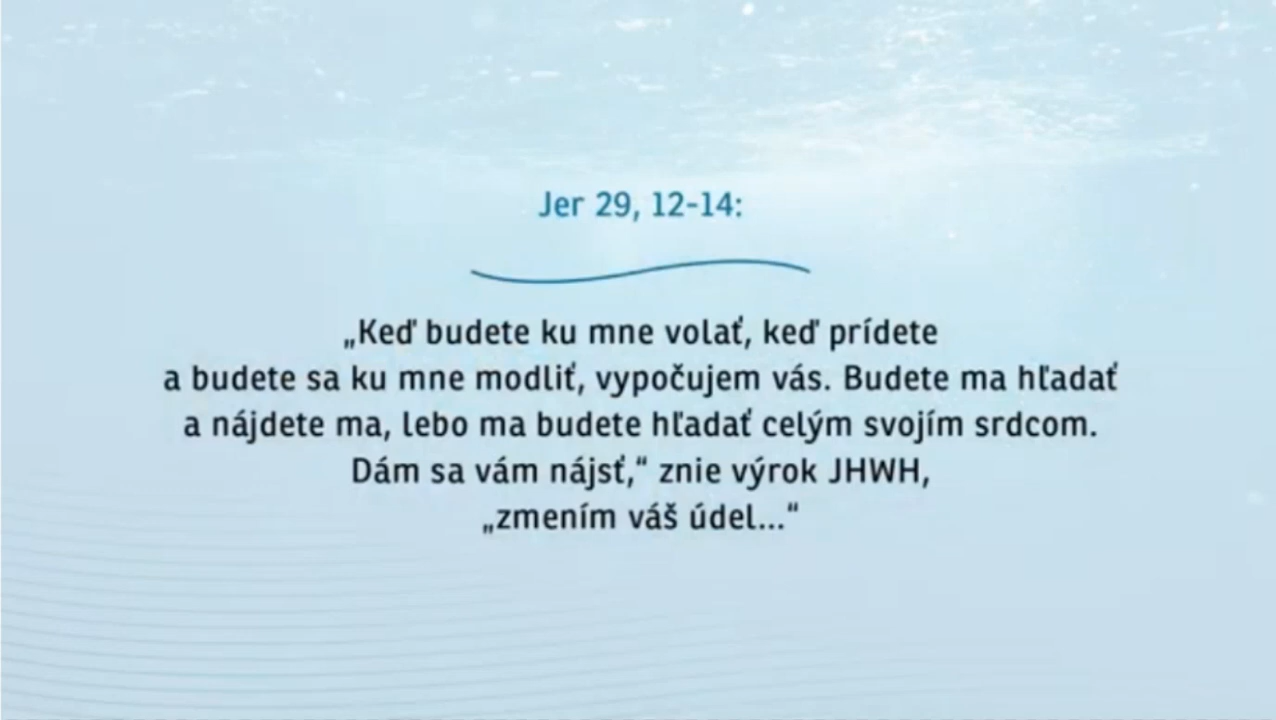 Jer 29, 12-14:
„Keď budete ku mne volať, keď prídete
a budete sa ku mne modliť, vypočujem vás. Budete ma hľadať
a nájdete ma, lebo ma budete hľadať celým svojím srdcom.
Dám sa vám nájsť,“ znie výrok JHWH,
„zmením váš údel...“